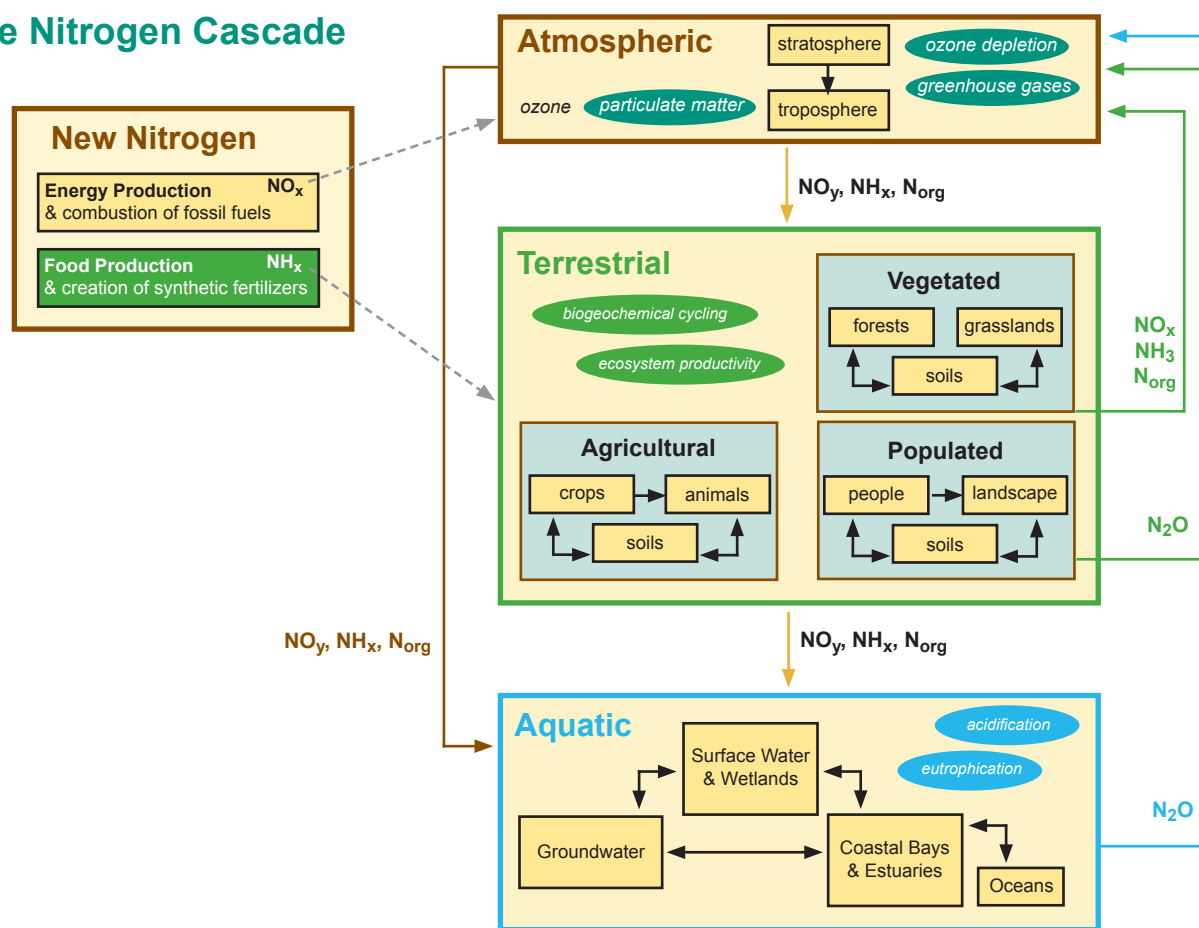 e Nitrogen Cascade
Atmospheric
stratosphere
ozone depletion
greenhouse gases
ozone
particulate matter
troposphere
New Nitrogen
Energy Production NOx
& combustion of fossil fuels
Food Production NHx
& creation of synthetic fertilizers
NOy, NHx, Norg
Terrestrial
biogeochemical cycling
ecosystem productivity
Vegetated
forests
grasslands
soils
NOx
NH3
Norg
Agricultural
crops
animals
soils
Populated
people
landscape
soils
N2O
NOy, NHx, Norg
NOy, NHx, Norg
Aquatic
acidification
eutrophication
Surface Water
& Wetlands
Groundwater
Coastal Bays
& Estuaries
Oceans
N2O